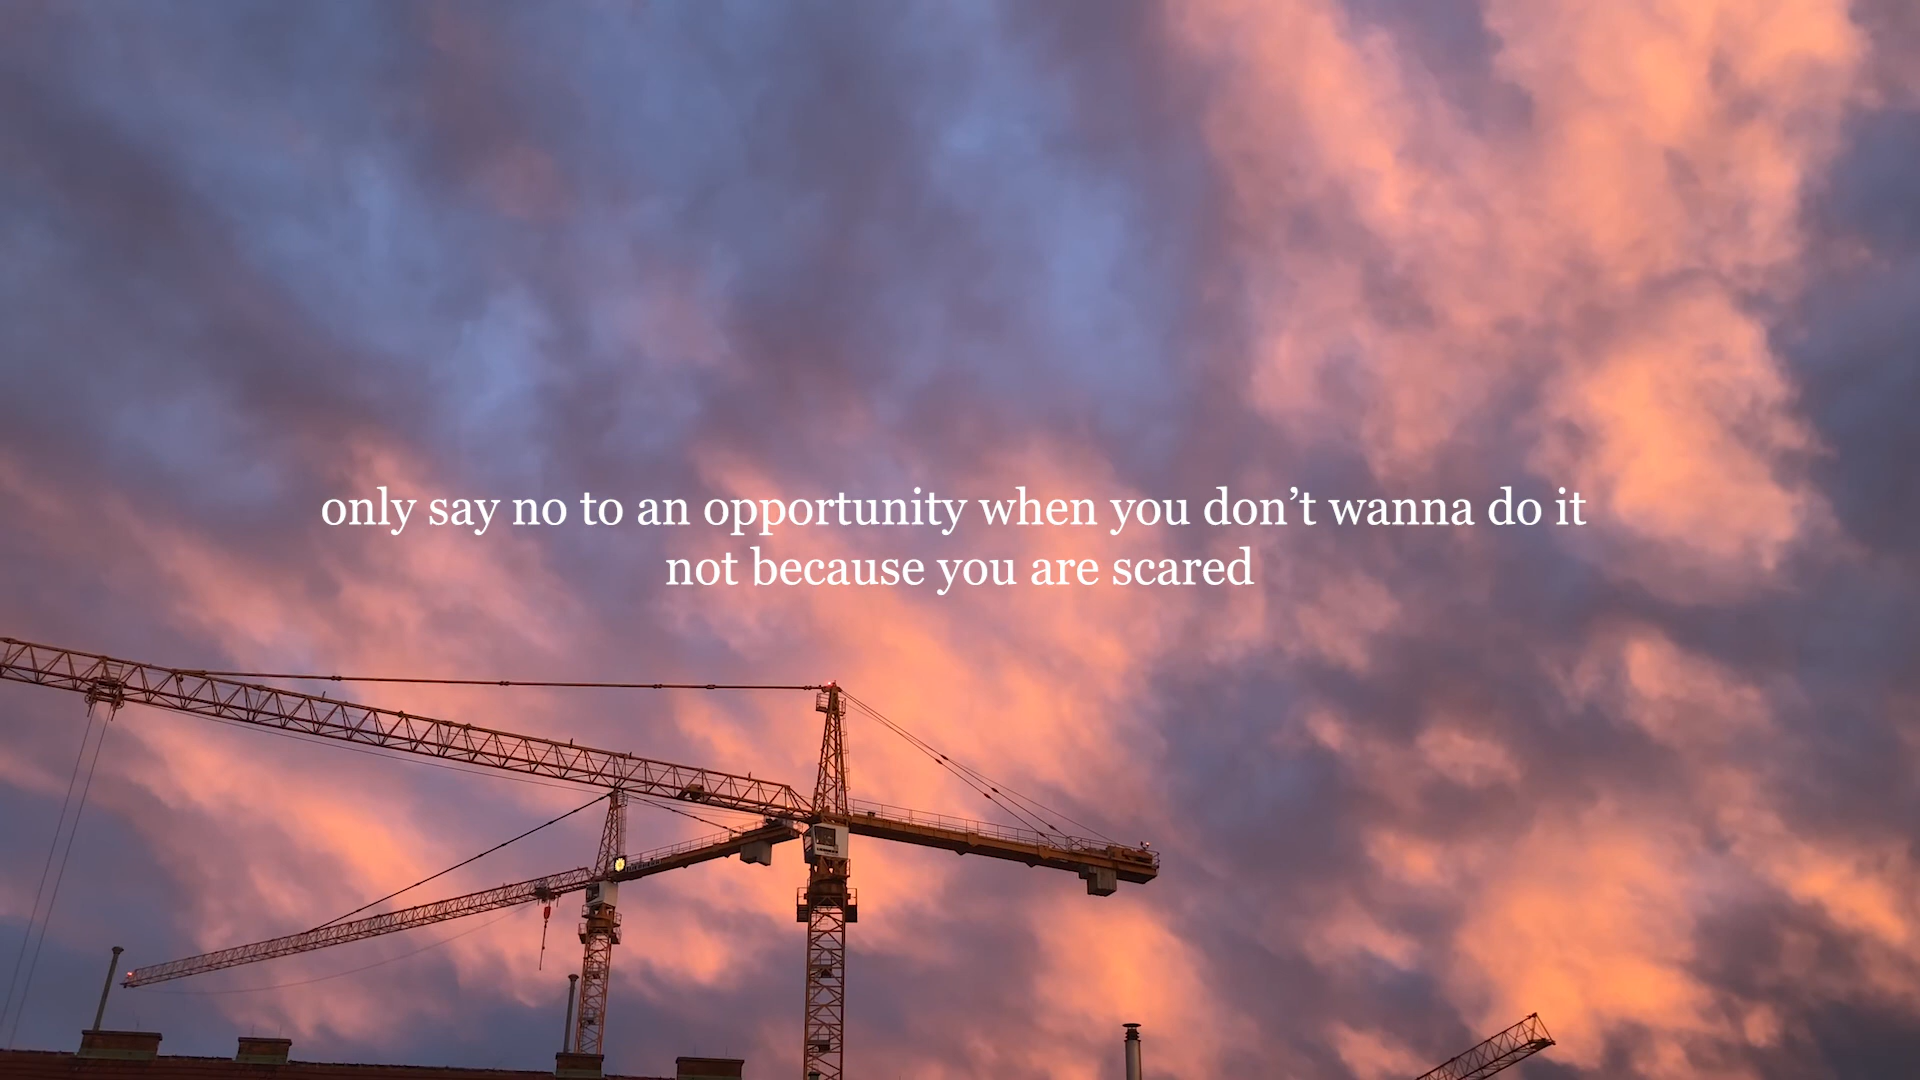 only say no to an opportunity when you don’t wanna do it
not because you are scared